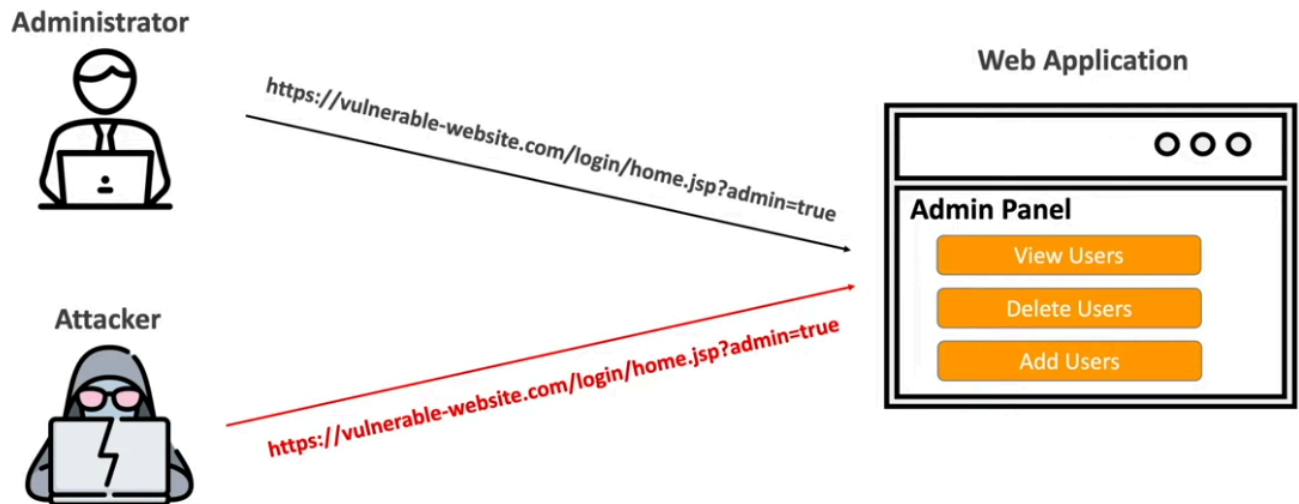 Administrator
https://vulnerable-website.com/login/home.jsp?admin=true
Web Application
Admin Panel
View Users
Delete Users
Add Users
Attacker
https://vulnerable-website.com/login/home.jsp?admin=true